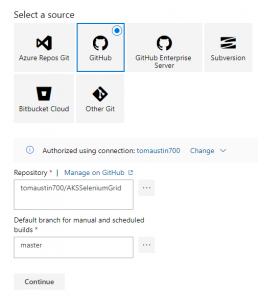 Select a source
Azure Repos Git
GitHub
GitHub Enterprise
Server
Subversion
Bitbucket Cloud
Other Git
Authorized using connection: tomaustin700
Change
Repository * | Manage on GitHub
tomaustin700/AKSSeleniumGrid
...
Default branch for manual and scheduled
builds *
master
...
Continue